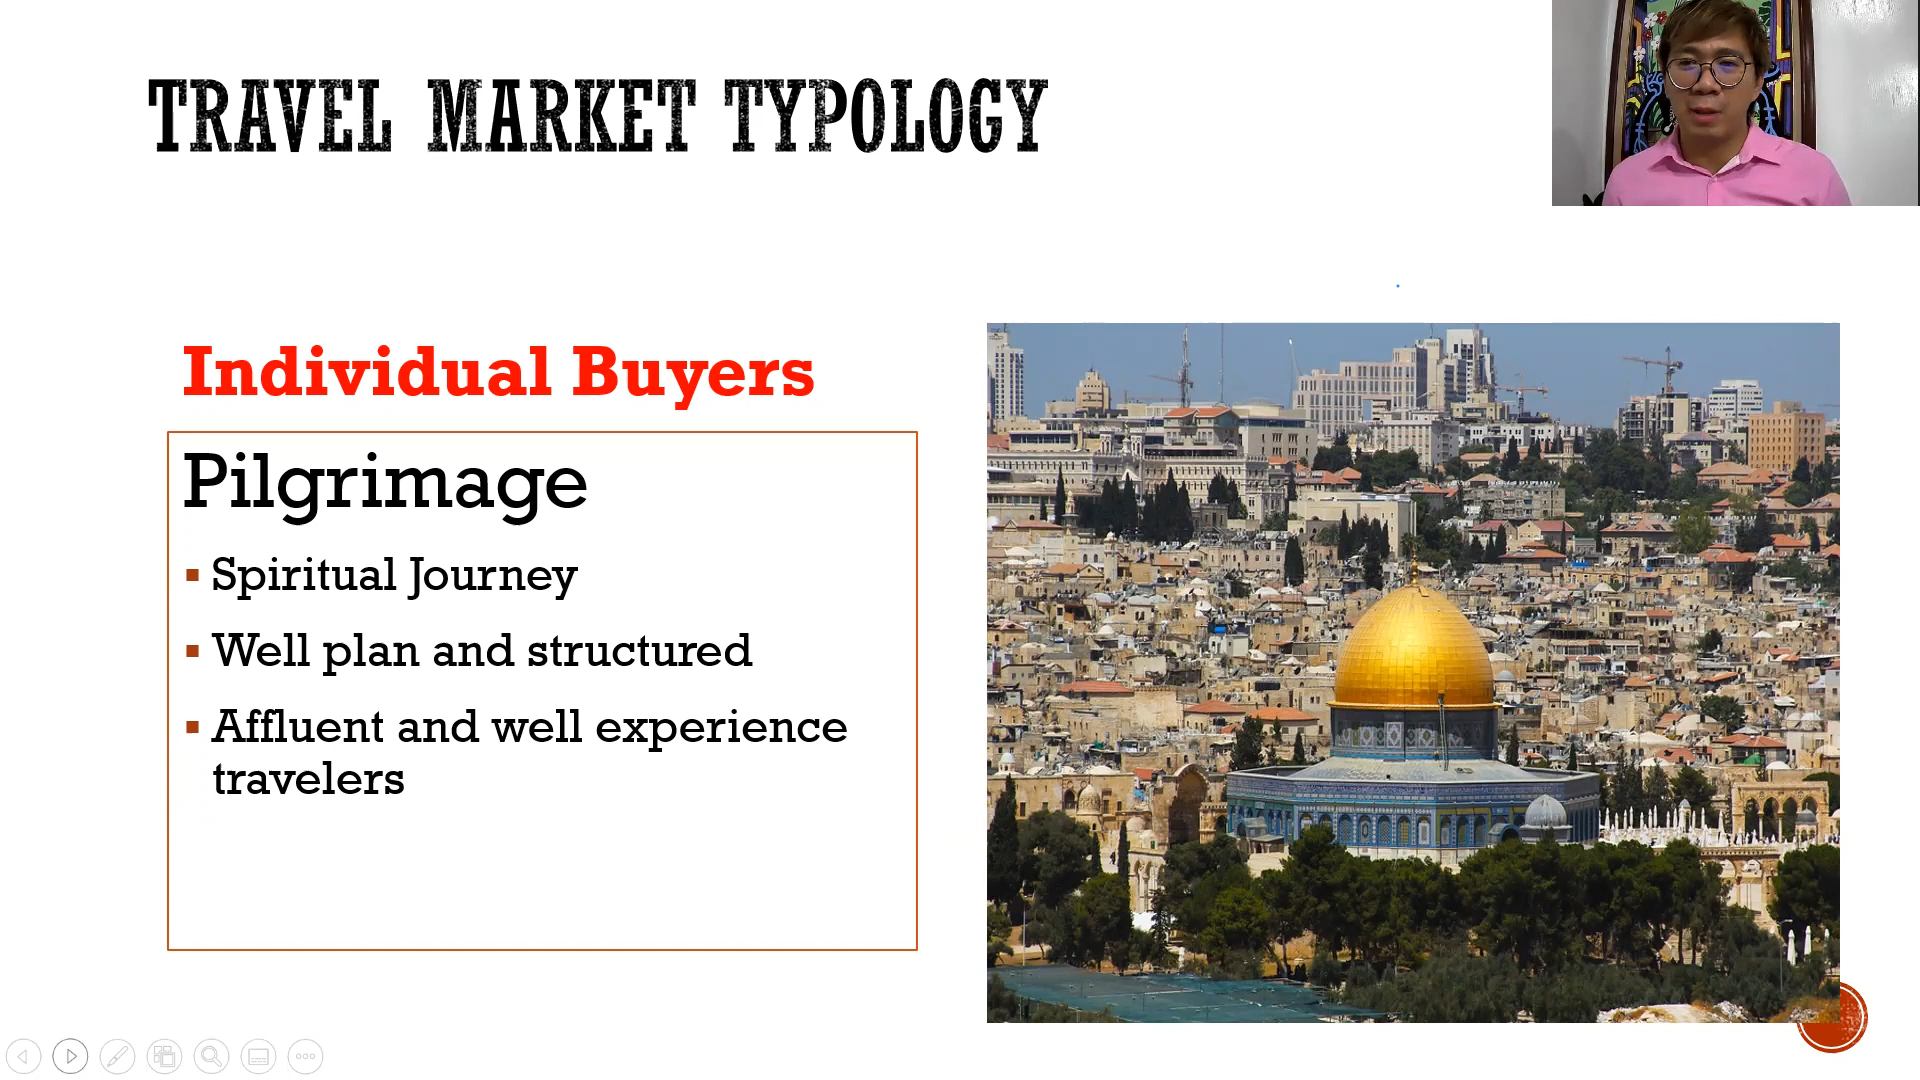 TRAVEL MARKET TYPOLOGY
Individual Buyers
Pilgrimage
Spiritual Journey
Well plan and structured
Affluent and well experience
travelers